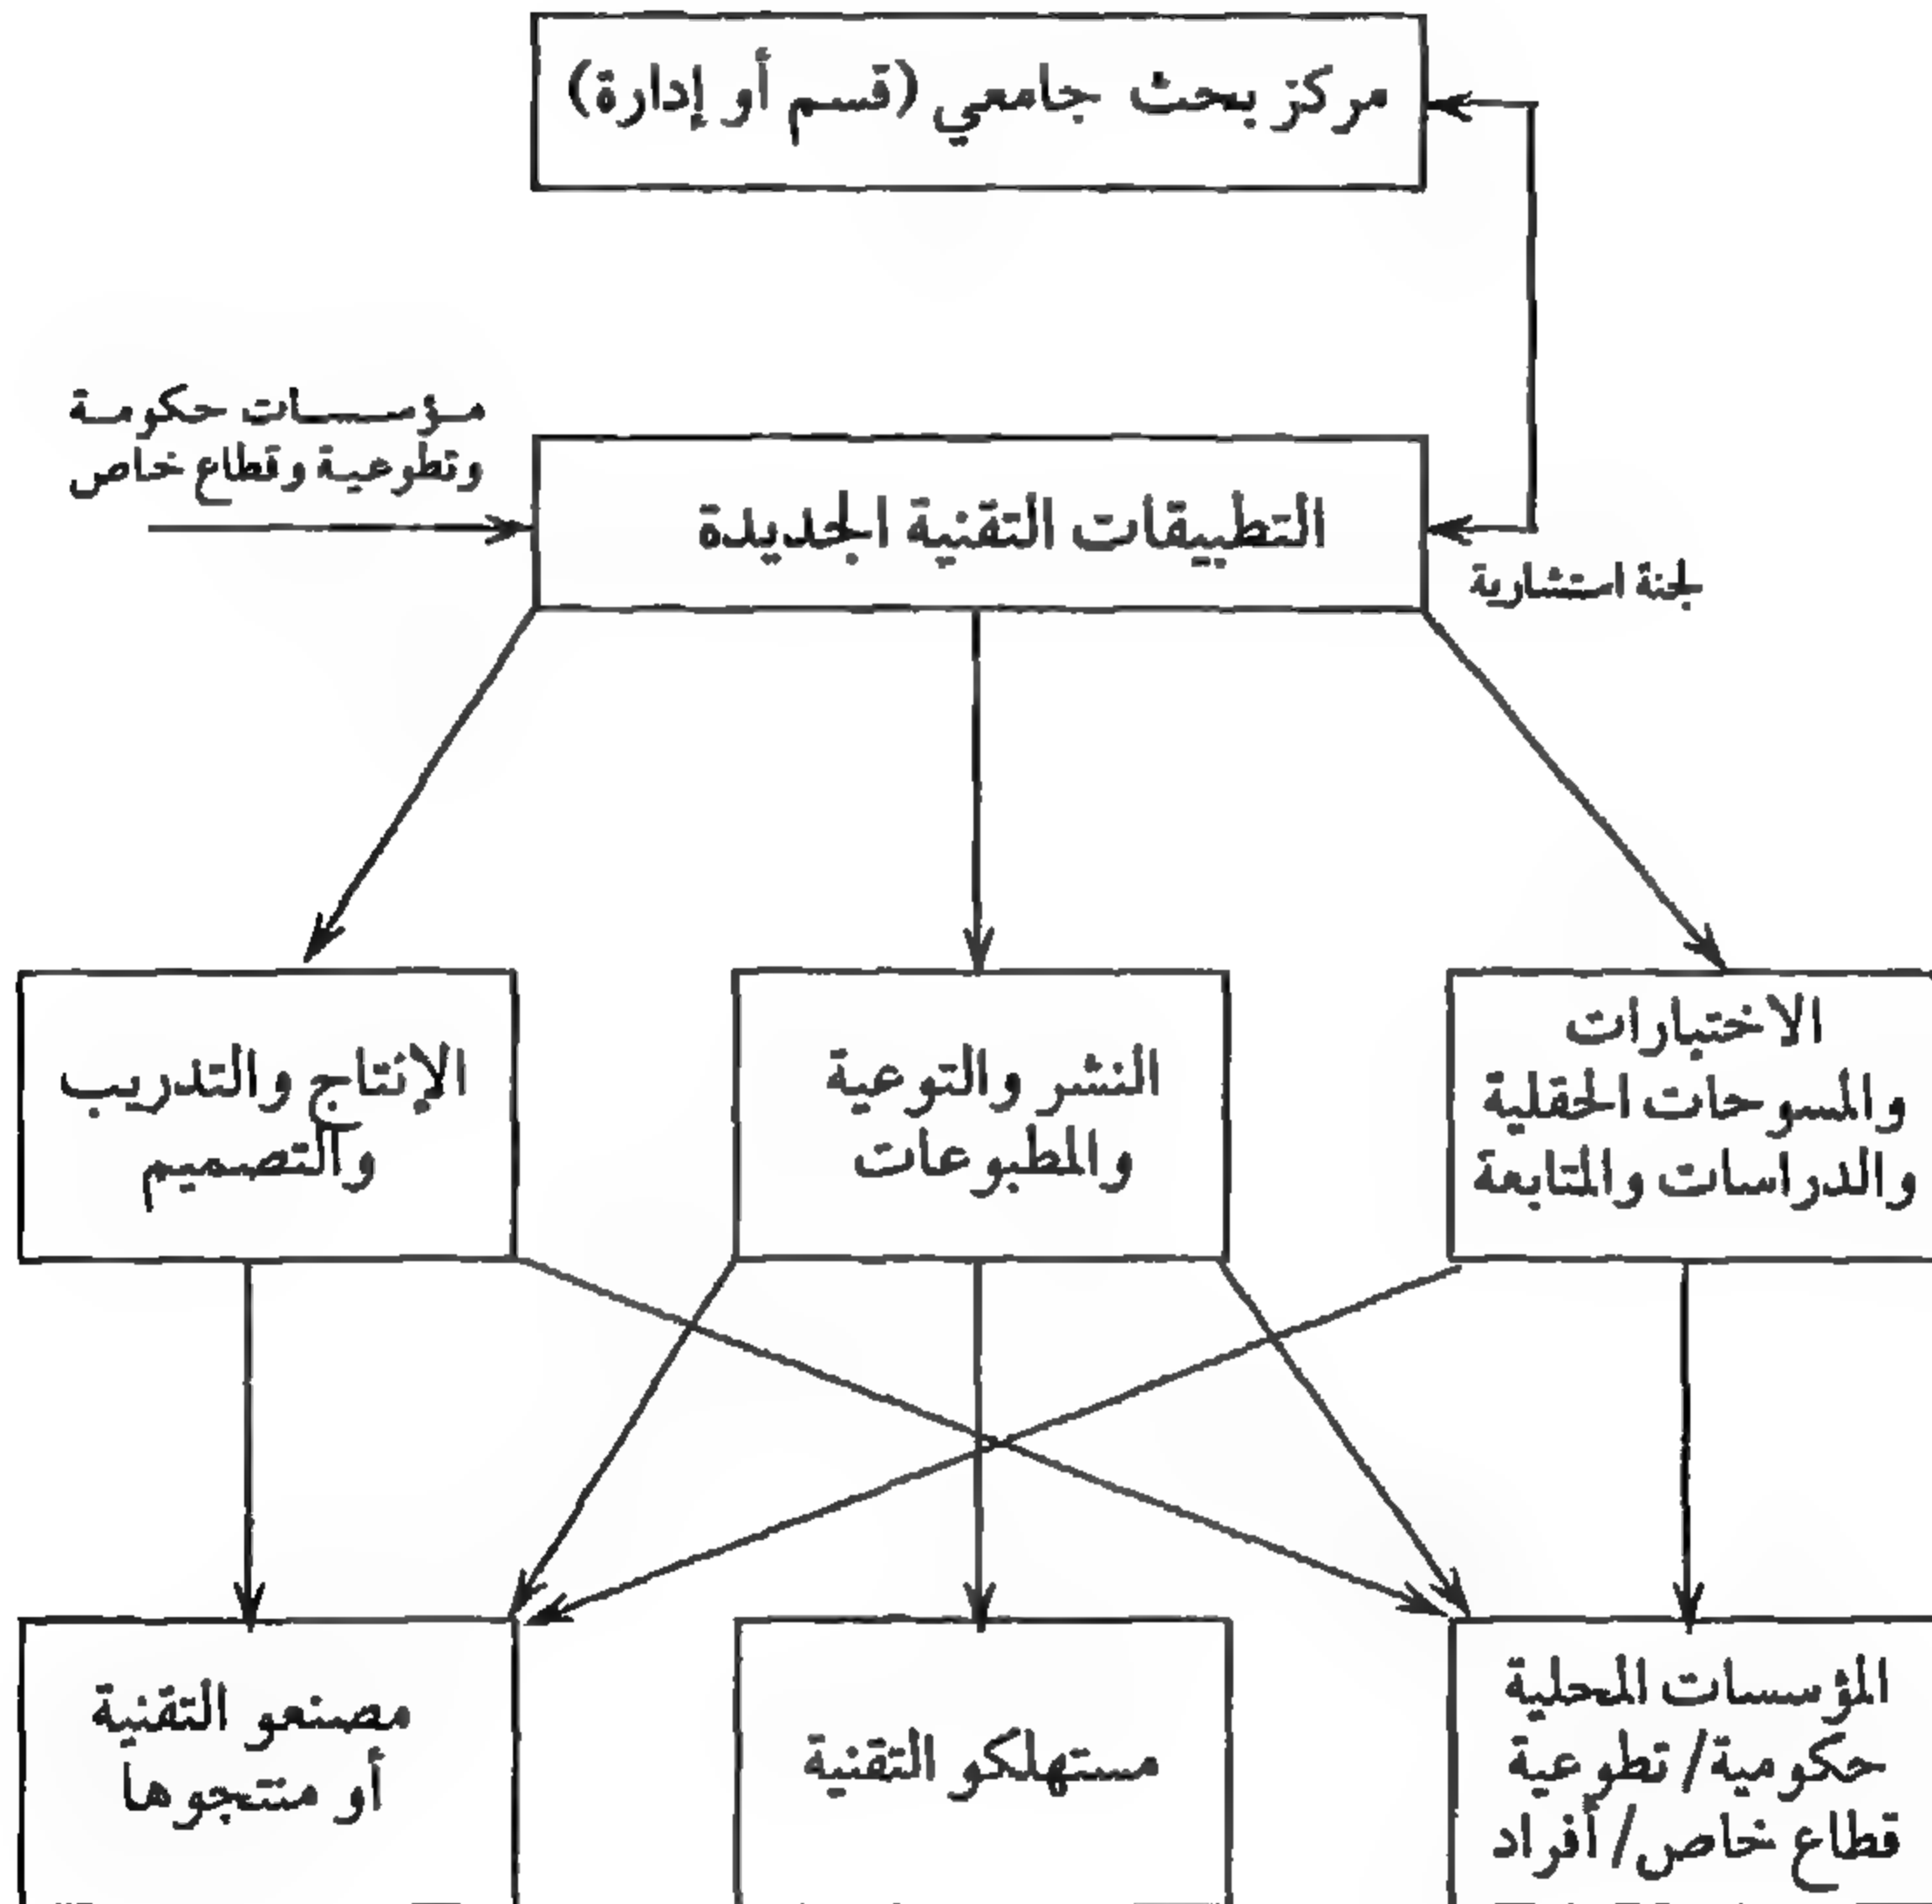 مركز بحث جامعي (قسم أو إدارة)
مؤسسات حكومة
وتطوعية وقطاع خاص
التطبيقات التقنية الجديدة
لجنة استشارية
الاختبارات
والمسوحات الحقلية
والدراسات والمتابعة
النشر والتوعية
والمطبوعات
الإنتاج والتدريب
والتصميم
المؤسسات المحلية
حكومية/ تطوعية
قطاع خاص/ أفراد
مستهلكو التقنية
مصنعو التقنية
أو منتجوها